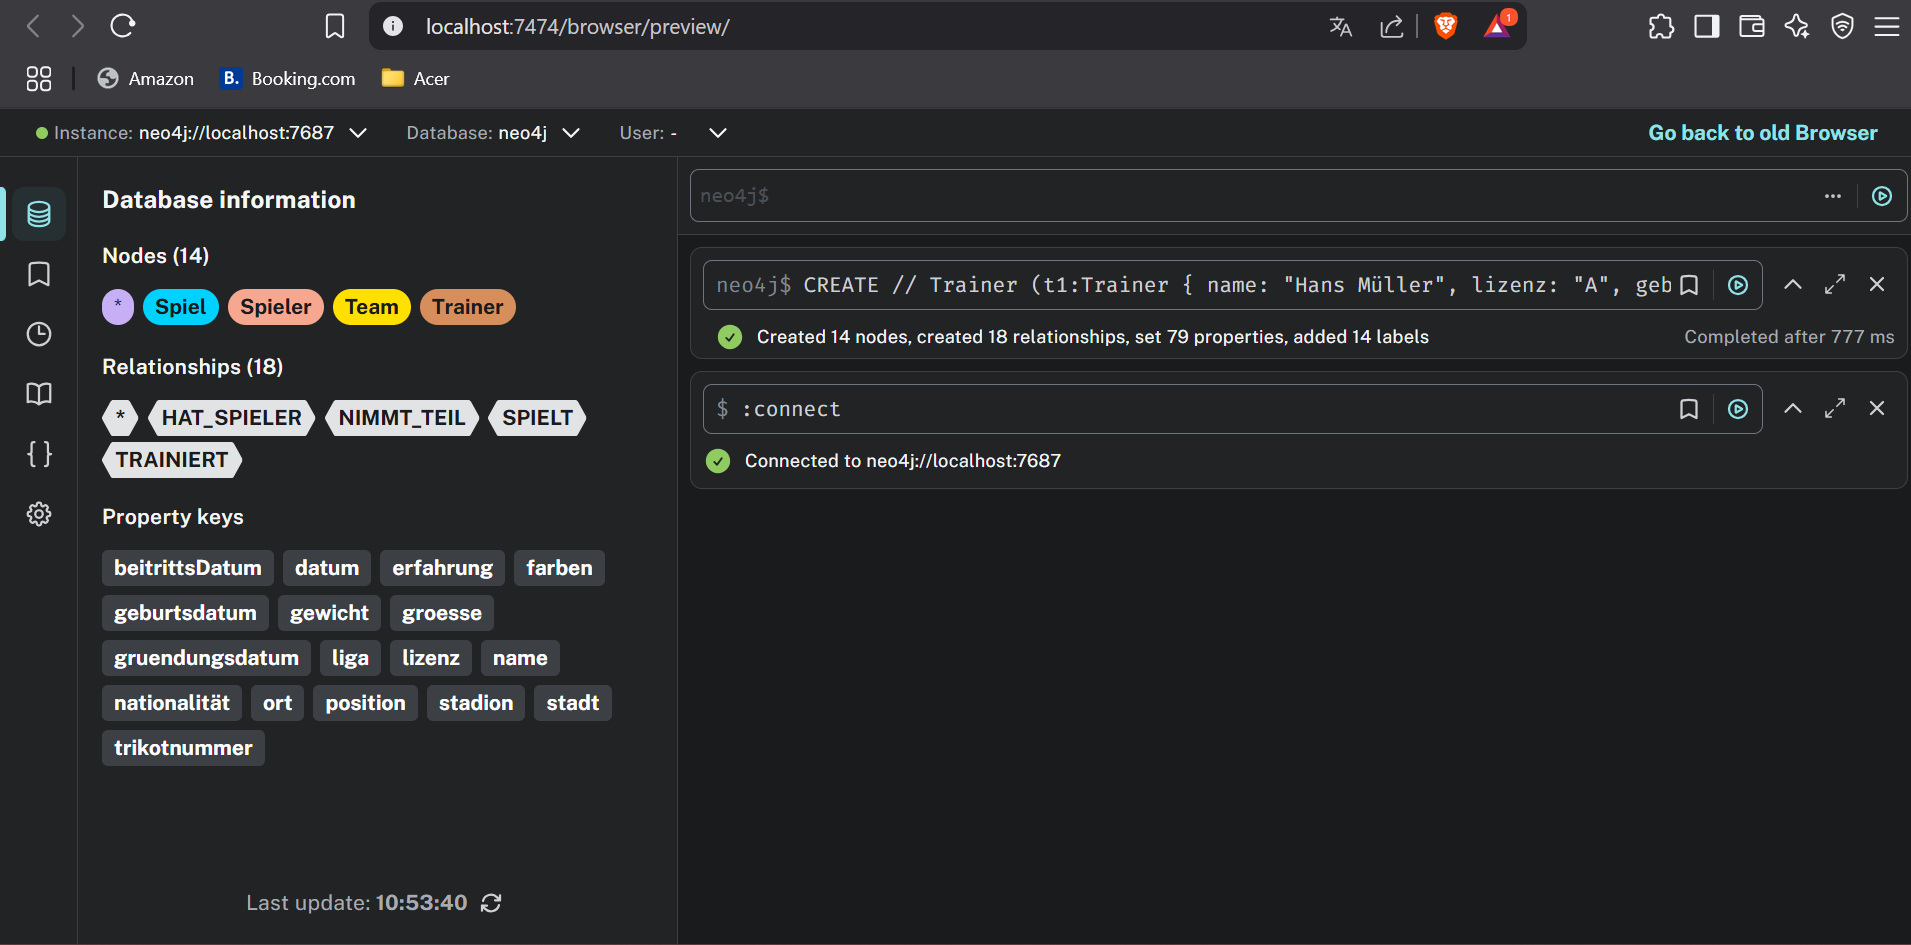 localhost:7474/browser/preview/
1
Amazon
B. Booking.com
Acer
Instance: neo4j://localhost:7687
Database: neo4j
User: -
Go back to old Browser
Database information
Nodes (14)
* Spiel Spieler Team Trainer
Relationships (18)
* HAT_SPIELER NIMMT_TEIL SPIELT
TRAINIERT
Property keys
beitrittsDatum datum erfahrung farben
geburtsdatum gewicht groesse
gruendungsdatum liga lizenz name
nationalität ort position stadion stadt
trikotnummer
Last update: 10:53:40
neo4j$
neo4j$ CREATE // Trainer (t1:Trainer { name: "Hans Müller", lizenz: "A", geb
Created 14 nodes, created 18 relationships, set 79 properties, added 14 labels
Completed after 777 ms
$ :connect
Connected to neo4j://localhost:7687